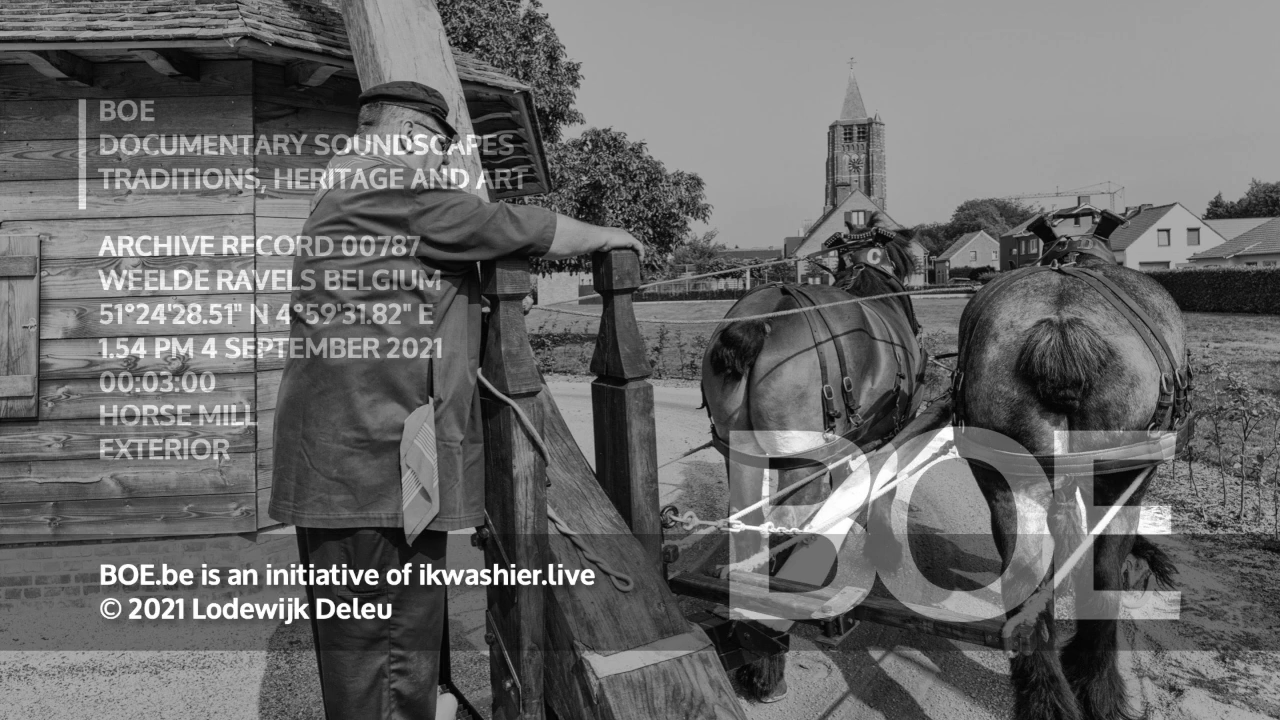 BOE
DOCUMENTARY SOUNDSCAPES
TRADITIONS, HERITAGE AND ART
ARCHIVE RECORD 00787
WEELDE RAVELS BELGIUM
51°24'28.51" N 4°59'31.82" E
1.54 PM 4 SEPTEMBER 2021
00:03:00
HORSE MILL
EXTERIOR
C
BOE
BOE.be is an initiative of ikwashier.live
© 2021 Lodewijk Deleu